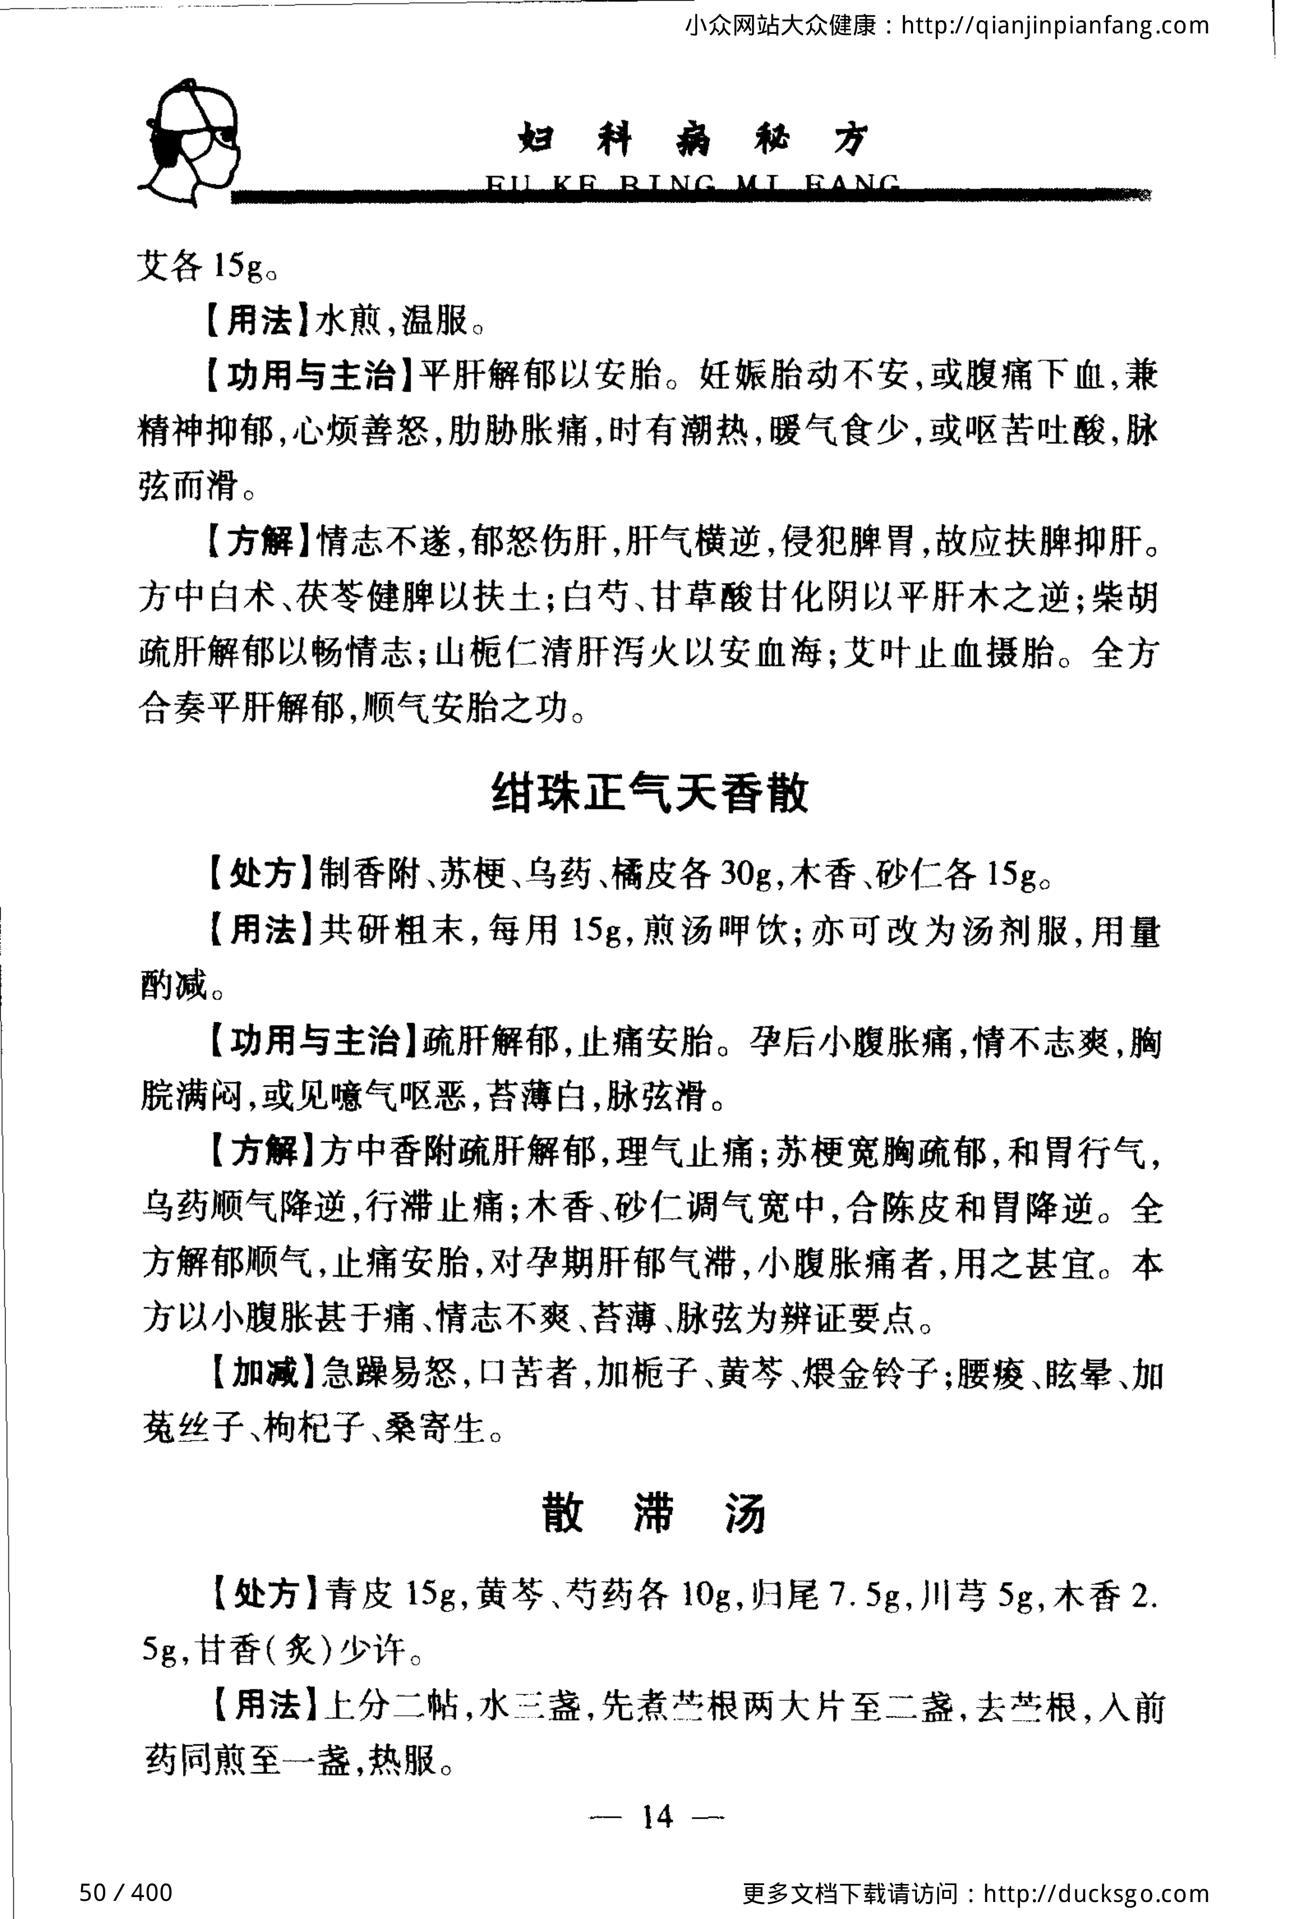 小众网站大众健康：http://qianjinpianfang.com
妇科病秘方
FU KE BING MI FANG
艾各 15g。
【用法】水煎,温服。
【功用与主治】平肝解郁以安胎。妊娠胎动不安,或腹痛下血,兼
精神抑郁,心烦善怒,肋胁胀痛,时有潮热,暖气食少,或呕苦吐酸,脉
弦而滑。
【方解】情志不遂,郁怒伤肝,肝气横逆,侵犯脾胃,故应扶脾抑肝。
方中白术、茯苓健脾以扶土;白芍、甘草酸甘化阴以平肝木之逆;柴胡
疏肝解郁以畅情志;山栀仁清肝泻火以安血海;艾叶止血摄胎。全方
合奏平肝解郁,顺气安胎之功。
绀珠正气天香散
【处方】制香附、苏梗、乌药、橘皮各 30g,木香、砂仁各 15g。
【用法】共研粗末,每用 15g,煎汤呷饮;亦可改为汤剂服,用量
酌减。
【功用与主治】疏肝解郁,止痛安胎。孕后小腹胀痛,情不志爽,胸
脘满闷,或见噫气呕恶,苔薄白,脉弦滑。
【方解】方中香附疏肝解郁,理气止痛;苏梗宽胸疏郁,和胃行气,
乌药顺气降逆,行滞止痛;木香、砂仁调气宽中,合陈皮和胃降逆。全
方解郁顺气,止痛安胎,对孕期肝郁气滞,小腹胀痛者,用之甚宜。本
方以小腹胀甚于痛、情志不爽、苔薄、脉弦为辨证要点。
【加减】急躁易怒,口苦者,加栀子、黄芩、煨金铃子;腰痠、眩晕、加
菟丝子、枸杞子、桑寄生。
散滞汤
【处方】青皮 15g,黄芩、芍药各 10g,归尾 7.5g,川芎 5g,木香 2.
5g,甘香(炙)少许。
【用法】上分二帖,水三盏,先煮苎根两大片至二盏,去苎根,入前
药同煎至一盏,热服。
— 14 —
50 / 400
更多文档下载请访问：http://ducksgo.com